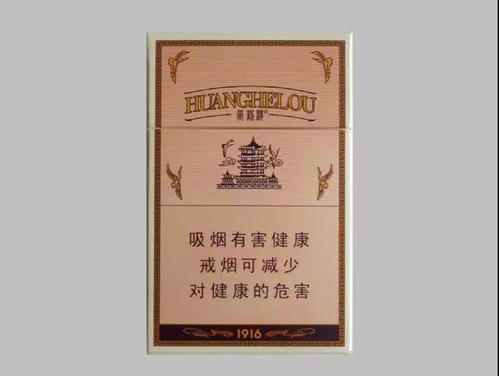 HUANGHELOU
黄鹤楼®
吸烟有害健康
戒烟可减少
对健康的危害
1916